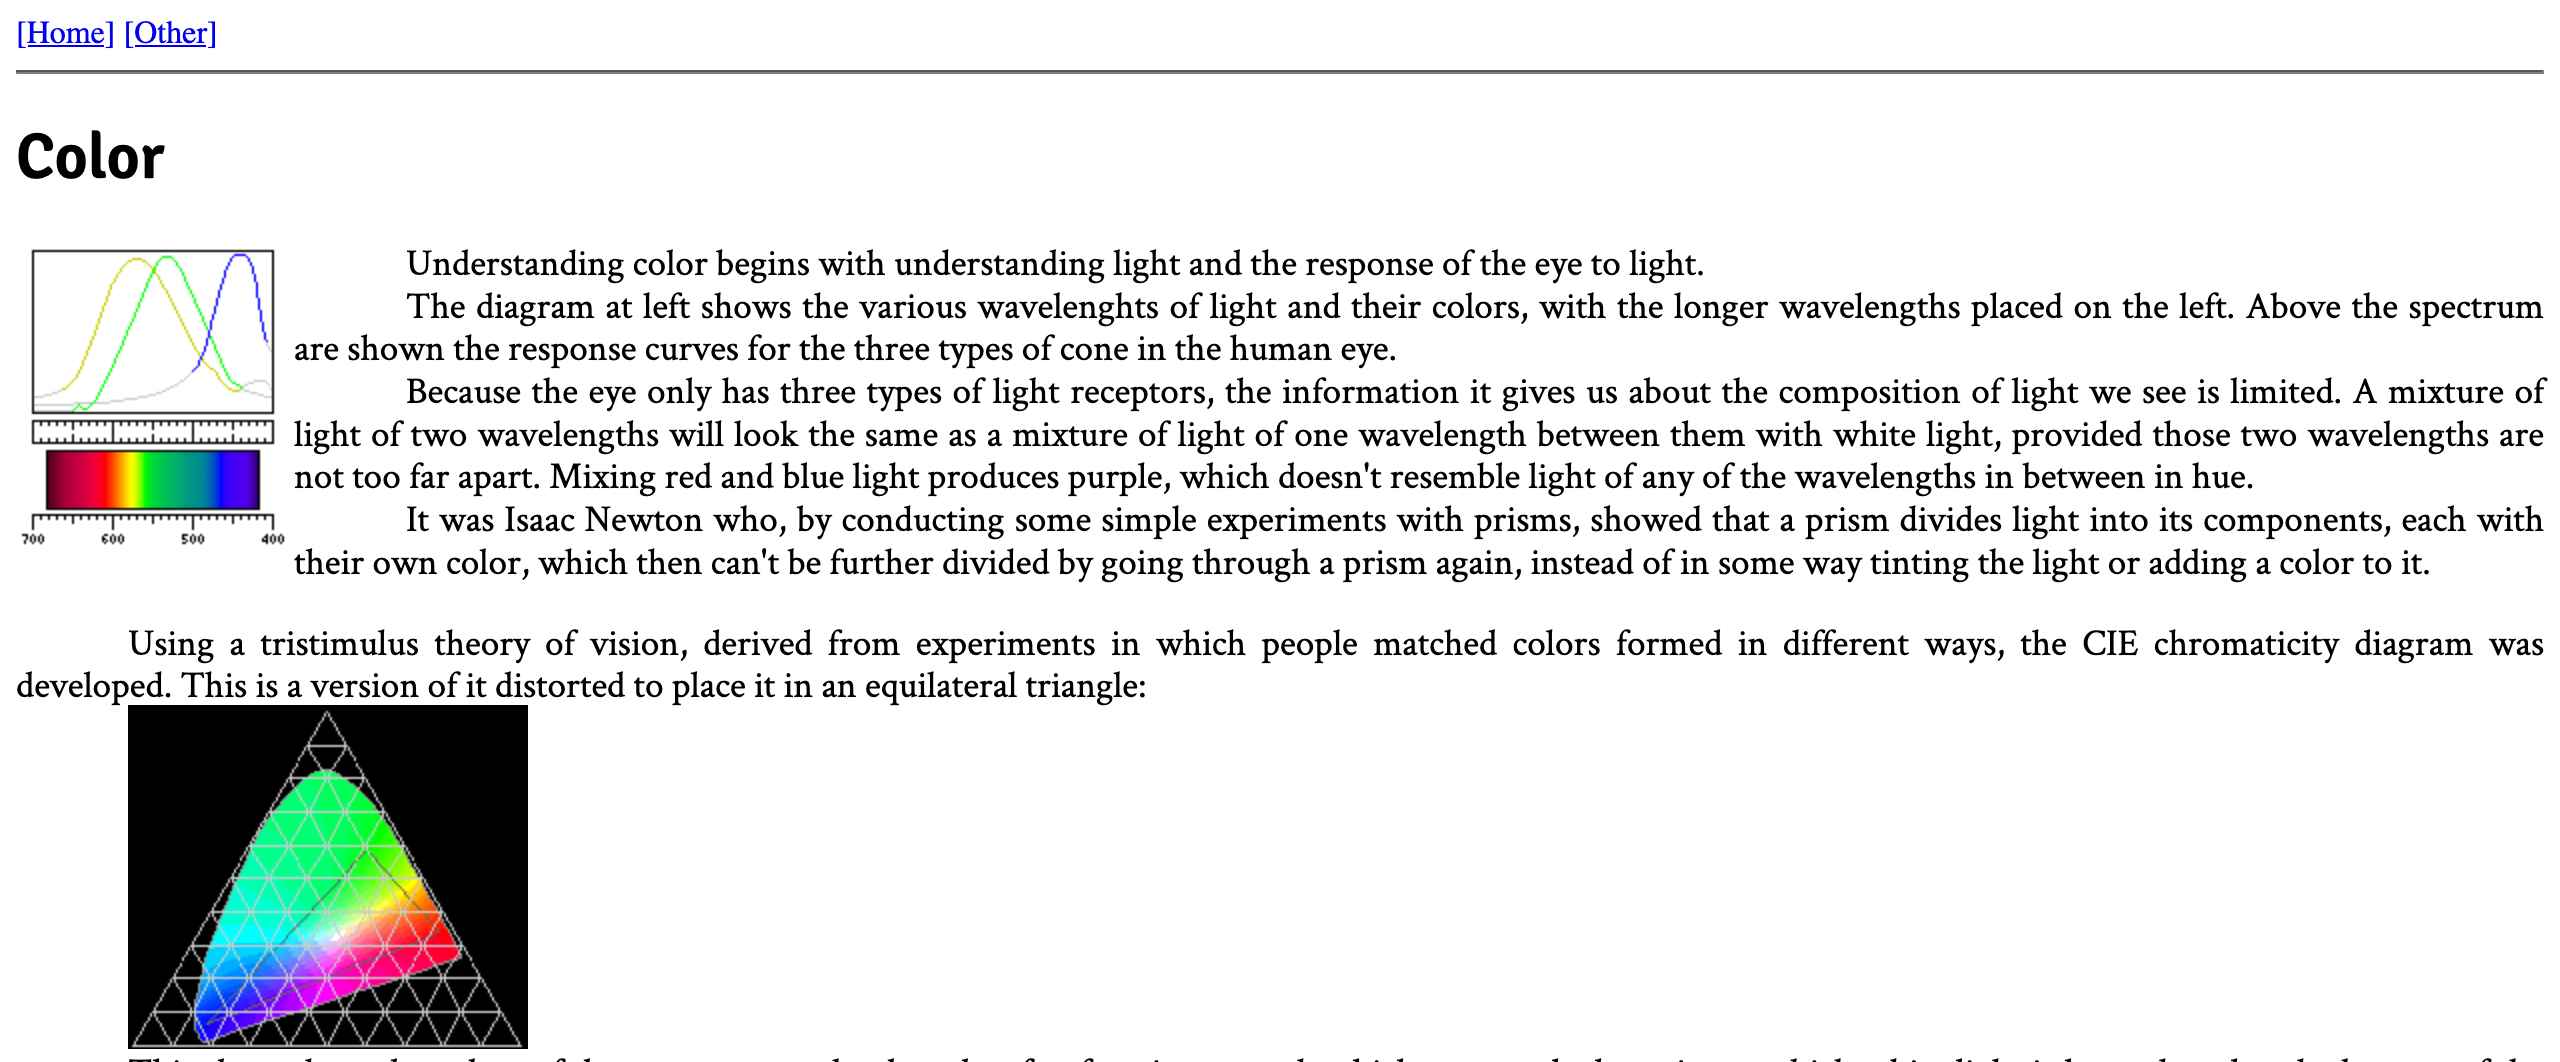 [Home] [Other]
Color
Understanding color begins with understanding light and the response of the eye to light.
The diagram at left shows the various wavelenghts of light and their colors, with the longer wavelengths placed on the left. Above the spectrum
are shown the response curves for the three types of cone in the human eye.
Because the eye only has three types of light receptors, the information it gives us about the composition of light we see is limited. A mixture of
light of two wavelengths will look the same as a mixture of light of one wavelength between them with white light, provided those two wavelengths are
not too far apart. Mixing red and blue light produces purple, which doesn't resemble light of any of the wavelengths in between in hue.
It was Isaac Newton who, by conducting some simple experiments with prisms, showed that a prism divides light into its components, each with
their own color, which then can't be further divided by going through a prism again, instead of in some way tinting the light or adding a color to it.
700 600 500 400
Using a tristimulus theory of vision, derived from experiments in which people matched colors formed in different ways, the CIE chromaticity diagram was
developed. This is a version of it distorted to place it in an equilateral triangle: